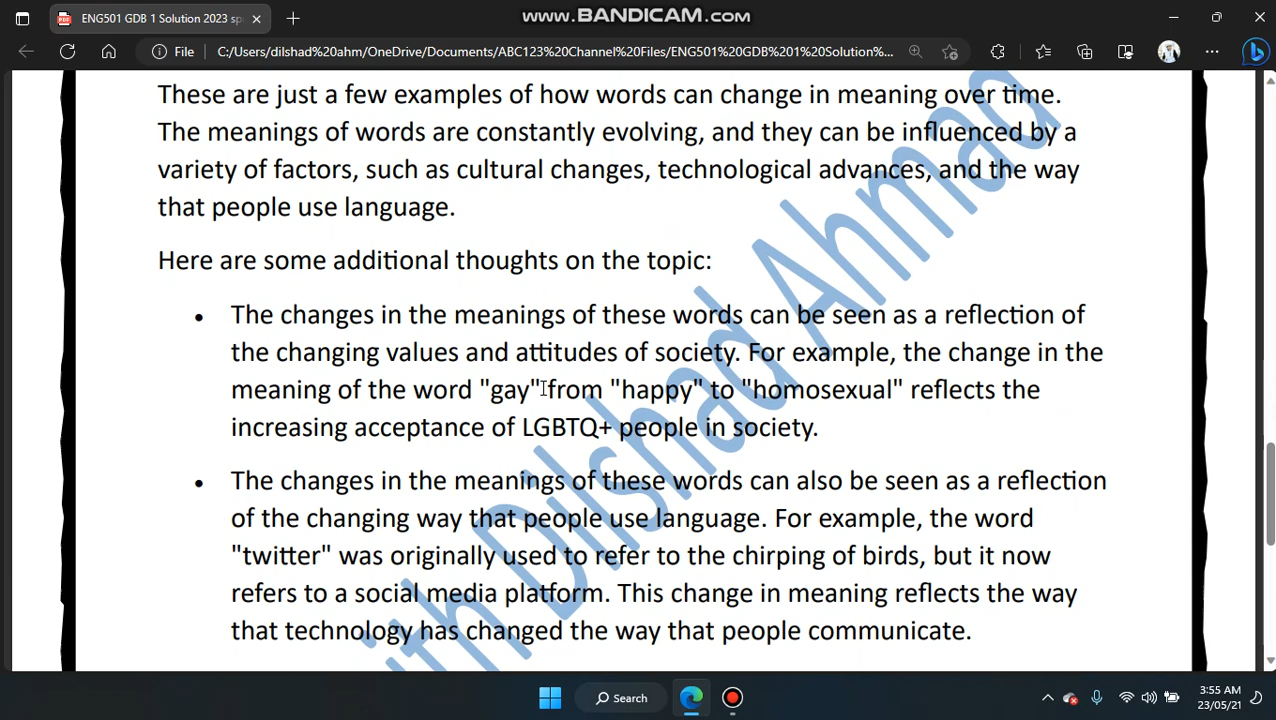 www.BANDICAM.com
ENG501 GDB 1 Solution 2023 sp
File
C:/Users/dilshad%20ahm/OneDrive/Documents/ABC123%20Channel%20Files/ENG501%20GDB%201%20Solution%...
These are just a few examples of how words can change in meaning over time.
The meanings of words are constantly evolving, and they can be influenced by a
variety of factors, such as cultural changes, technological advances, and the way
that people use language.
Here are some additional thoughts on the topic:
• The changes in the meanings of these words can be seen as a reflection of
the changing values and attitudes of society. For example, the change in the
meaning of the word "gay" from "happy" to "homosexual" reflects the
increasing acceptance of LGBTQ+ people in society.
• The changes in the meanings of these words can also be seen as a reflection
of the changing way that people use language. For example, the word
"twitter" was originally used to refer to the chirping of birds, but it now
refers to a social media platform. This change in meaning reflects the way
that technology has changed the way that people communicate.
ith Dilshad Ahmad
Search
3:55 AM
23/05/21